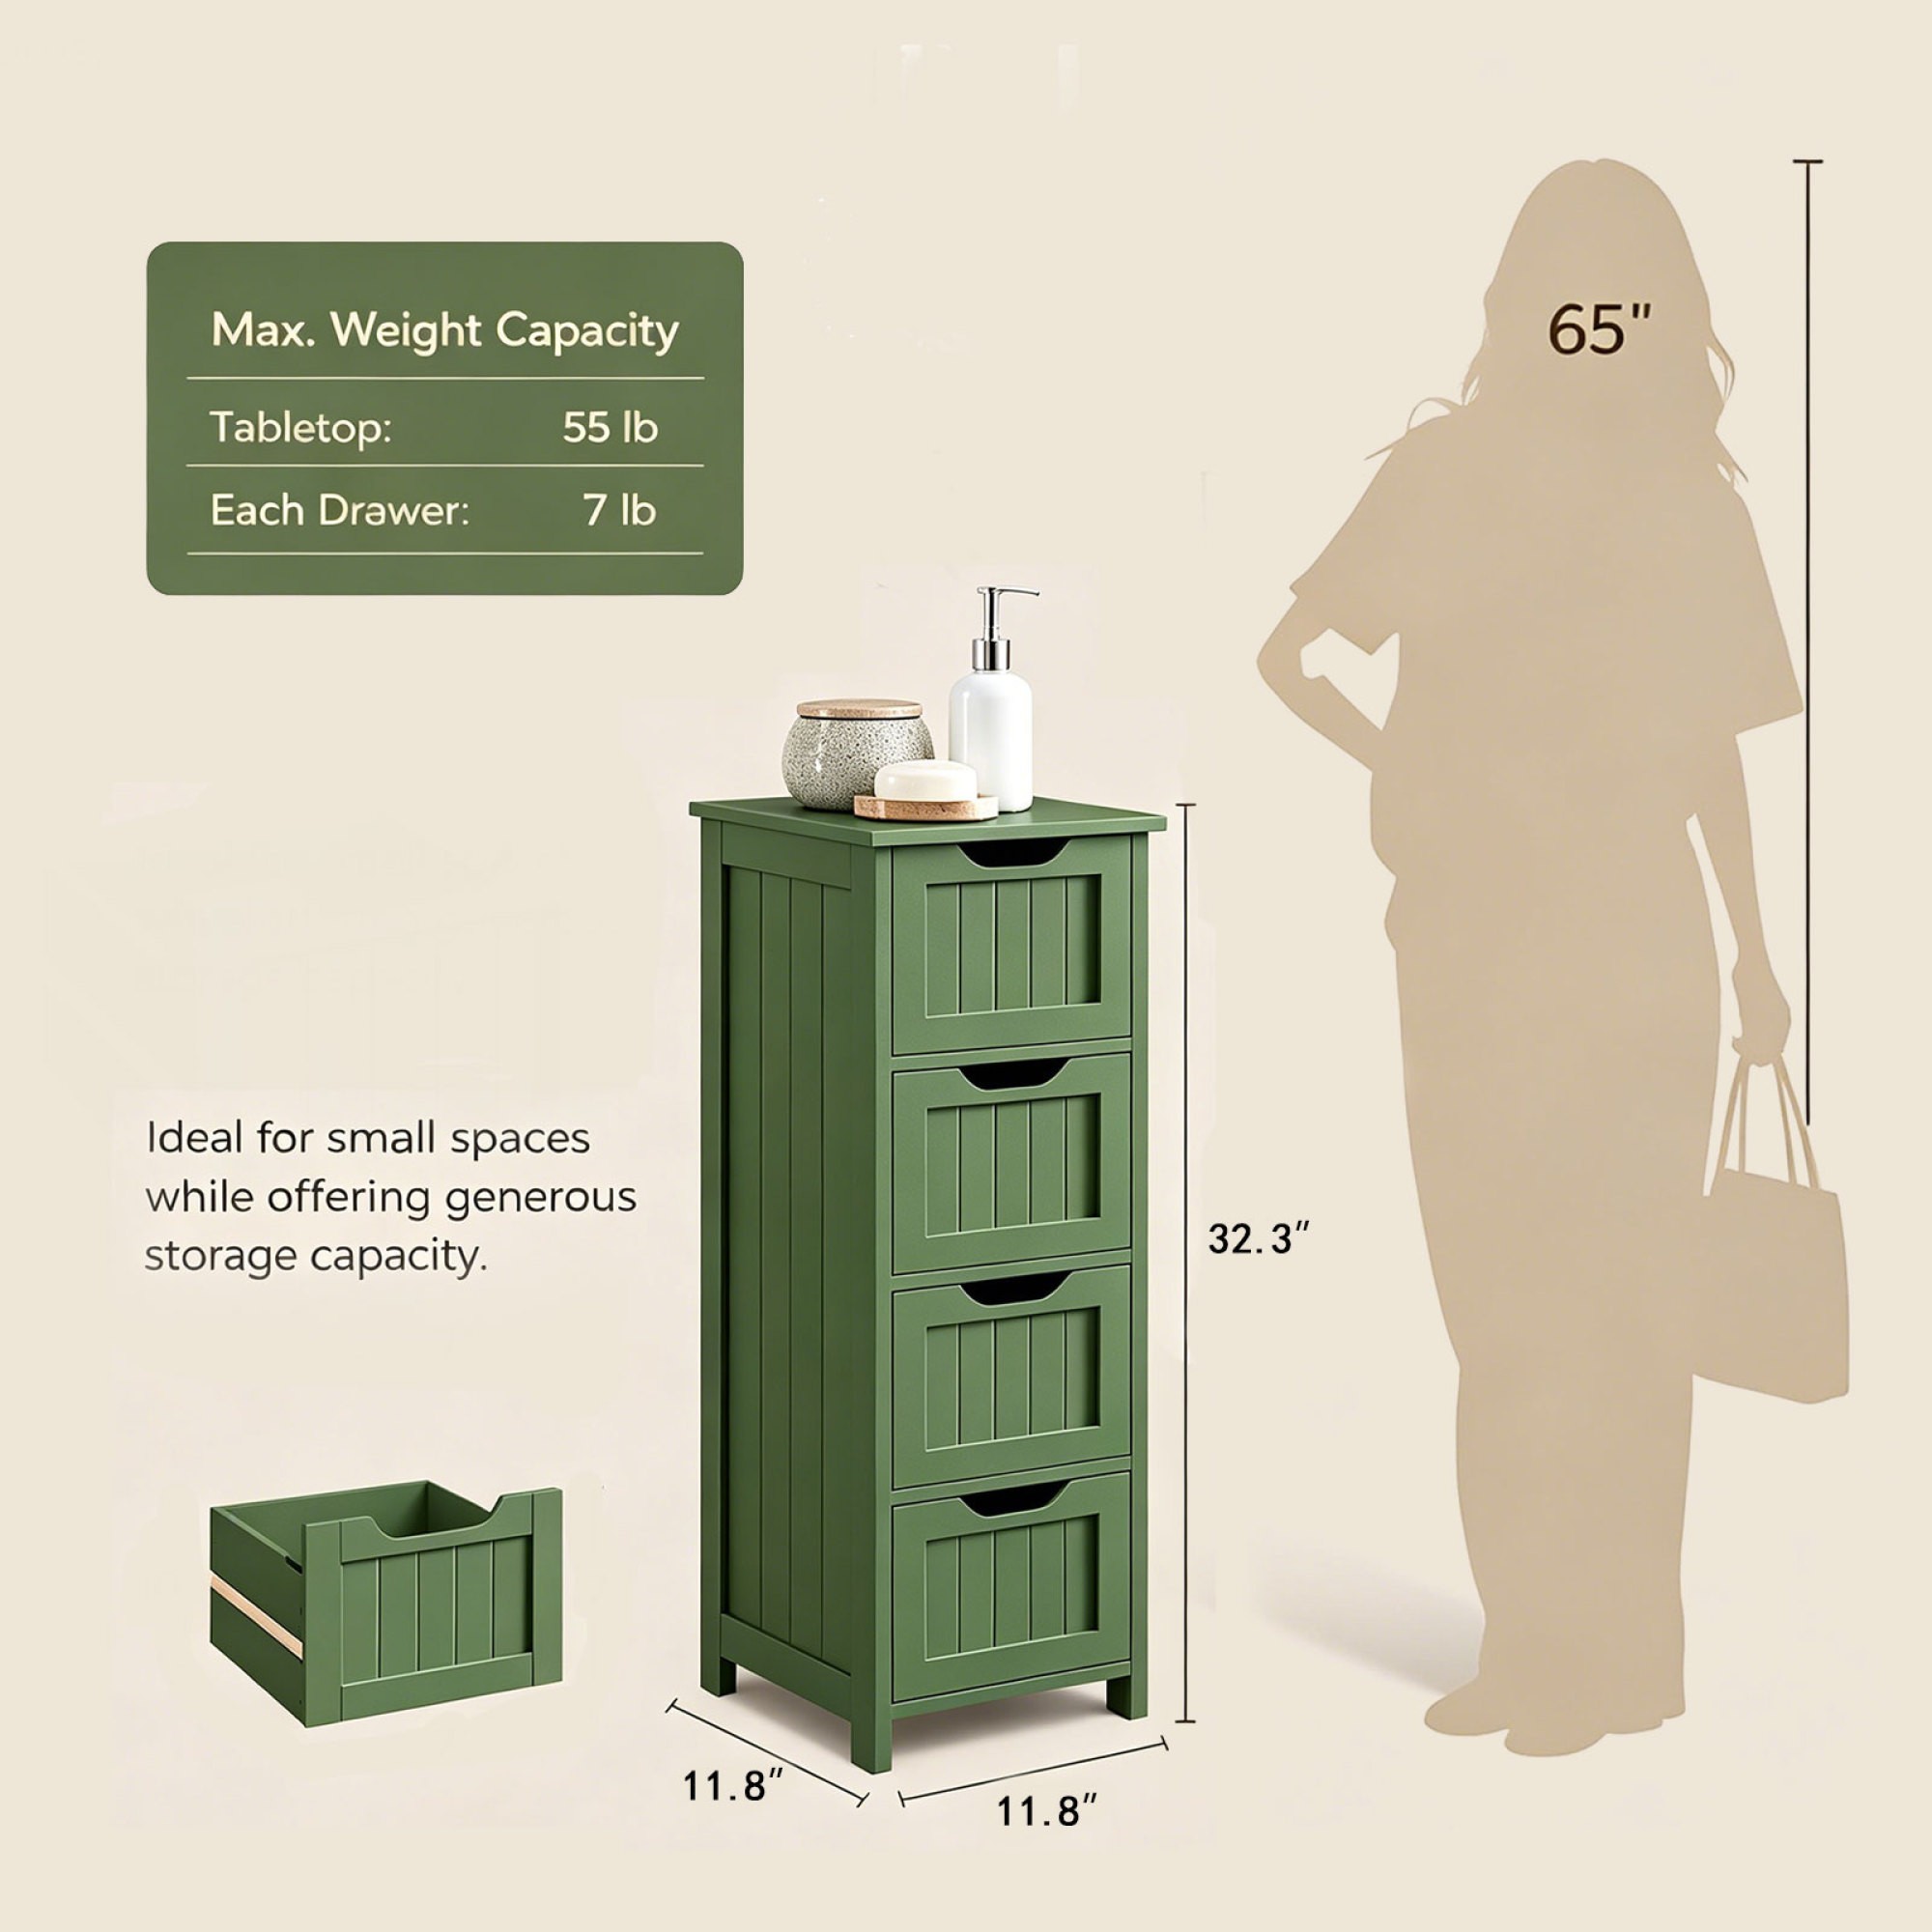 65"
Max. Weight Capacity
Tabletop: 55 lb
Each Drawer: 7 lb
Ideal for small spaces
while offering generous
storage capacity.
32.3"
11.8"
11.8"